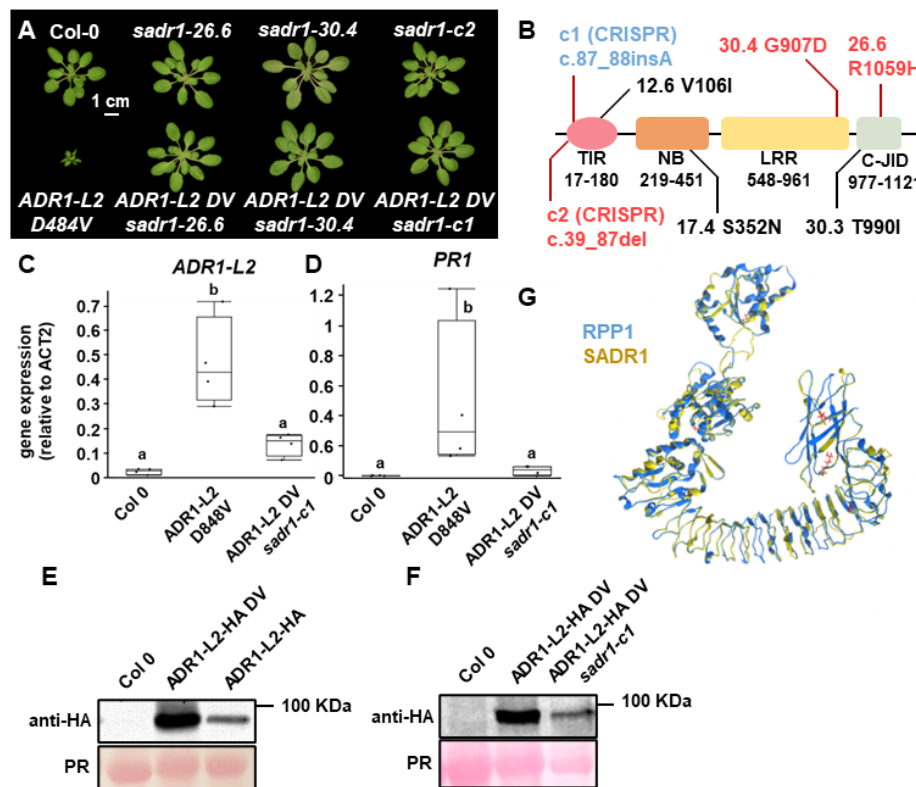 A
Col-0 sadr1-26.6 sadr1-30.4 sadr1-c2
1 cm
ADR1-L2 ADR1-L2 DV ADR1-L2 DV ADR1-L2 DV
D484V sadr1-26.6 sadr1-30.4 sadr1-c1
B
c1 (CRISPR)
c.87_88insA
12.6 V106I
30.4 G907D
26.6
R1059H
TIR
17-180
NB
219-451
LRR
548-961
C-JID
977-1121
c2 (CRISPR)
c.39_87del
17.4 S352N
30.3 T990I
C
ADR1-L2
gene expression
(relative to ACT2)
0.7
0.6
0.5
0.4
0.3
0.2
0.1
0
a
b
a
Col 0
ADR1-L2
D848V
ADR1-L2 DV
sadr1-c1
D
PR1
1.2
1
0.8
0.6
0.4
0.2
0
a
b
a
Col 0
ADR1-L2
D848V
ADR1-L2 DV
sadr1-c1
G
RPP1
SADR1
E
Col 0
ADR1-L2-HA DV
ADR1-L2-HA
100 KDa
anti-HA
PR
F
Col 0
ADR1-L2-HA DV
ADR1-L2-HA DV
sadr1-c1
100 KDa
anti-HA
PR